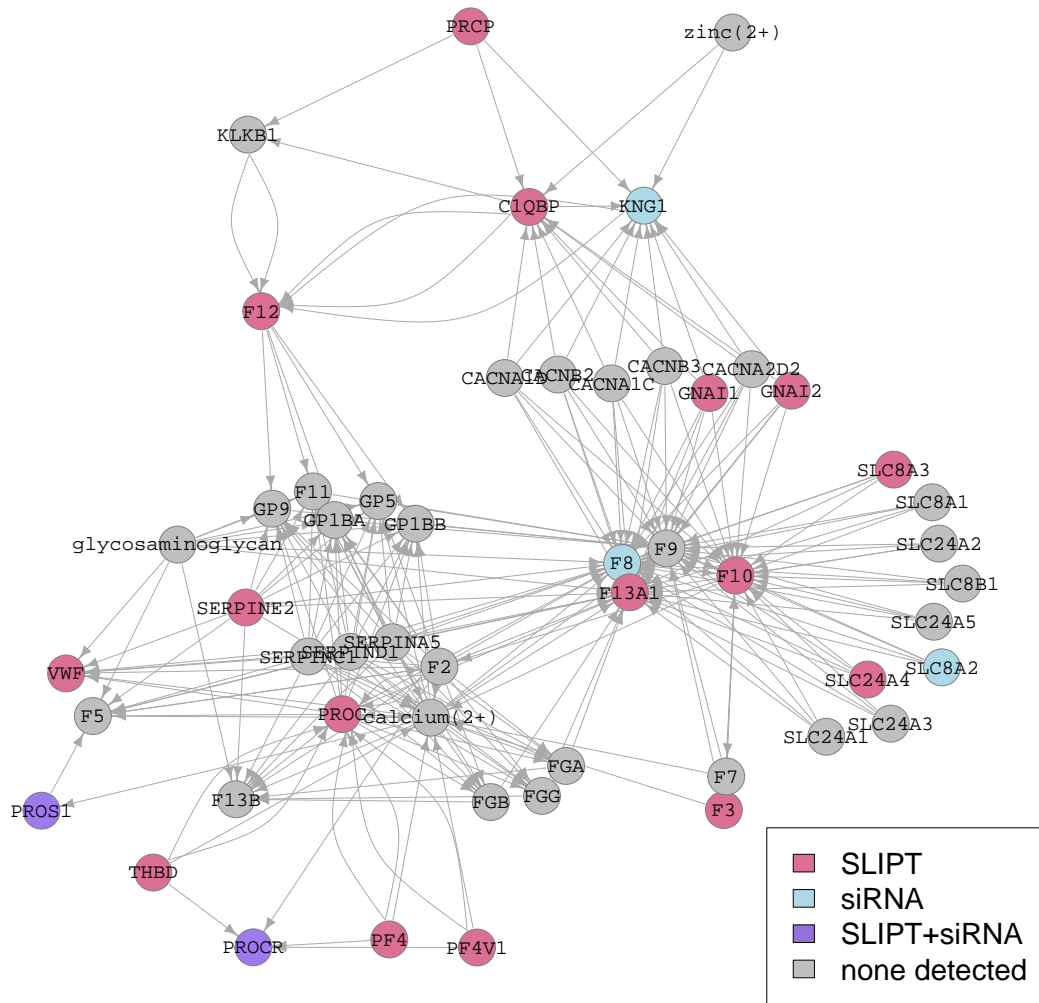 PRCP
zinc(2+)
KLKB1
C1QBP
KNG1
F12
CACNA1D
CACNB2
CACNA1C
CACNB3
CACNA2D2
GNAI1
GNAI2
SLC8A3
SLC8A1
SLC24A2
SLC8B1
SLC24A5
SLC8A2
SLC24A4
SLC24A3
SLC24A1
F11
GP9
GP5
GP1BA
GP1BB
glycosaminoglycan
F9
F8
F10
F13A1
SERPINE2
SERPINA5
SERPIND1
SERPINC1
F2
VWF
F5
PROC
calcium(2+)
FGA
FGG
FGB
F13B
F7
F3
PROS1
THBD
PROCR
PF4
PF4V1
SLIPT
siRNA
SLIPT+siRNA
none detected